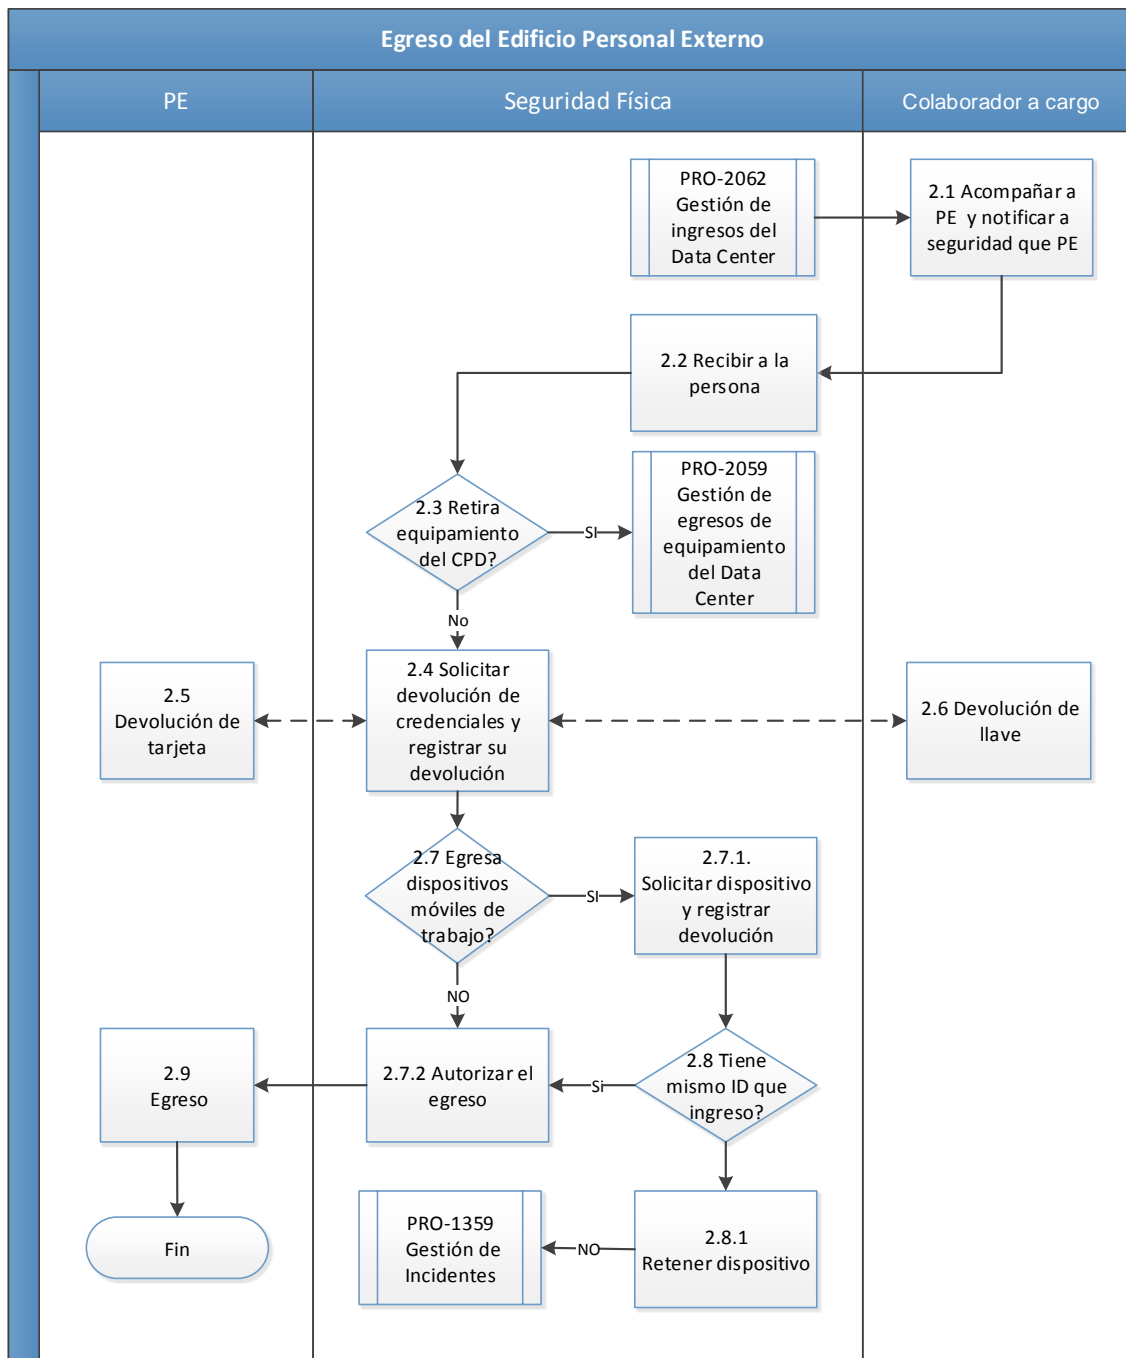 Egreso del Edificio Personal Externo
PE
Seguridad Física
Colaborador a cargo
PRO-2062
Gestión de
ingresos del
Data Center
2.1 Acompañar a
PE y notificar a
seguridad que PE
2.2 Recibir a la
persona
2.3 Retira
equipamiento
del CPD?
SI
PRO-2059
Gestión de
egresos de
equipamiento
del Data
Center
No
2.5
Devolución de
tarjeta
2.4 Solicitar
devolución de
credenciales y
registrar su
devolución
2.6 Devolución de
llave
2.7 Egresa
dispositivos
móviles de
trabajo?
SI
2.7.1.
Solicitar dispositivo
y registrar
devolución
NO
2.9
Egreso
2.7.2 Autorizar el
egreso
Si
2.8 Tiene
mismo ID que
ingreso?
Fin
PRO-1359
Gestión de
Incidentes
NO
2.8.1
Retener dispositivo